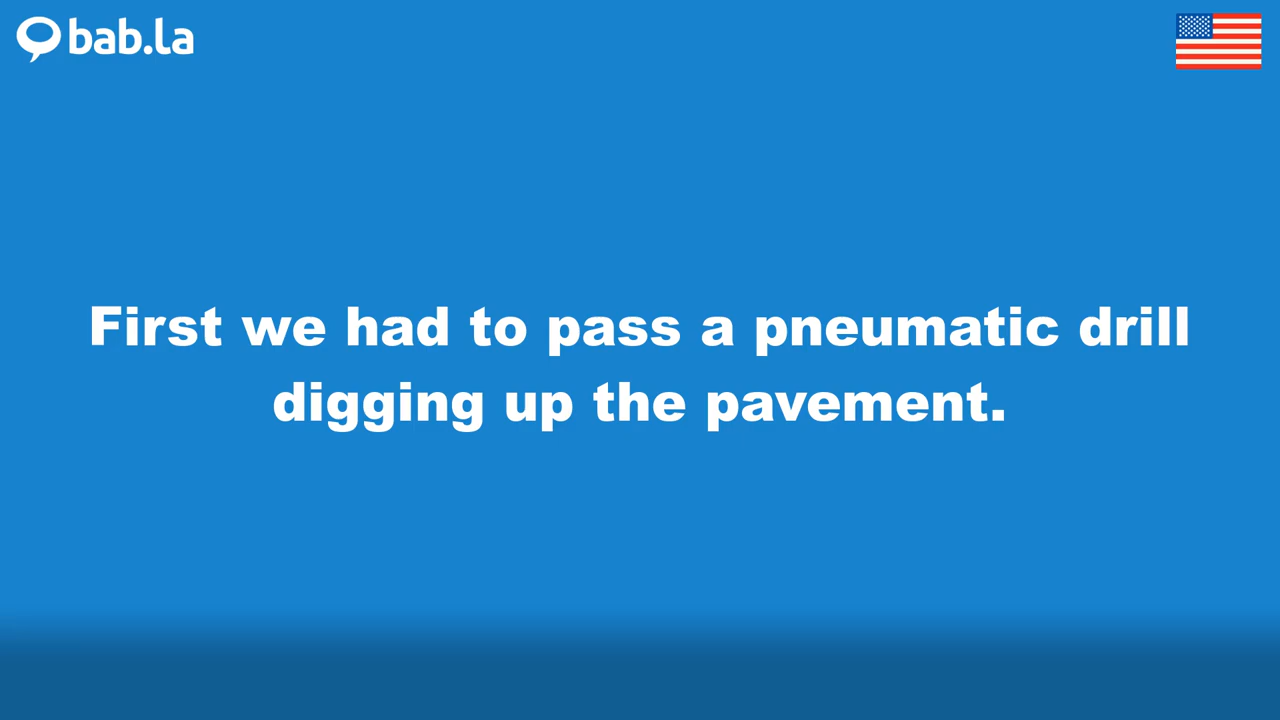 bab.la
First we had to pass a pneumatic drill
digging up the pavement.